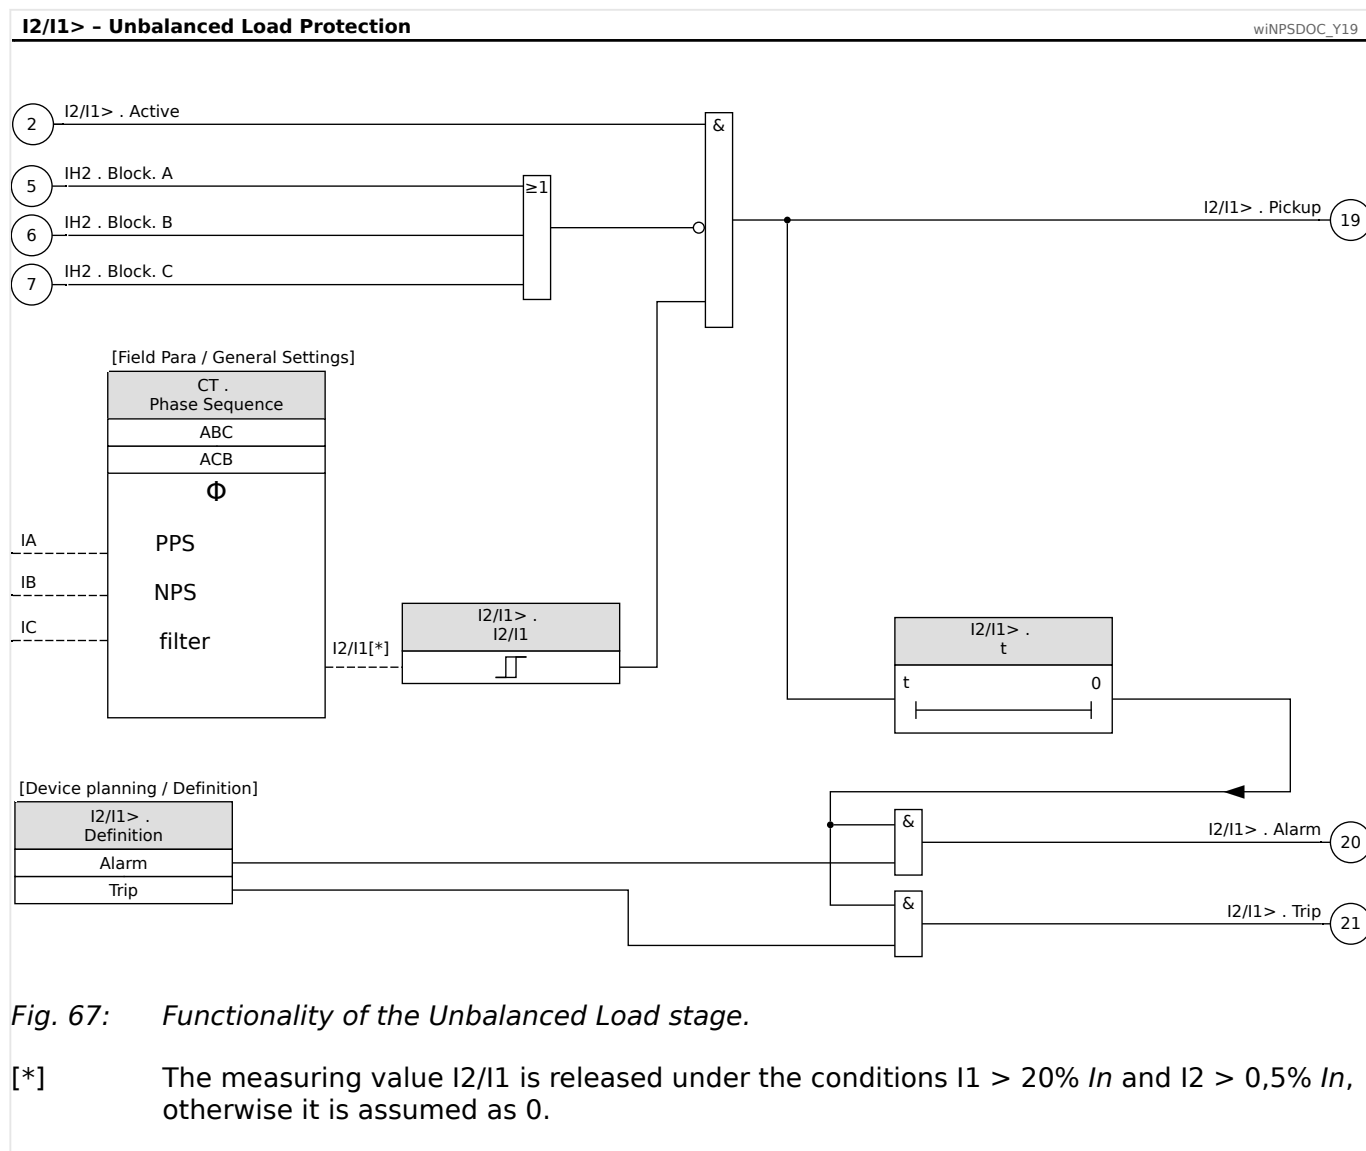 I2/I1> – Unbalanced Load Protection
wiNPSDOC_Y19
2
I2/I1> . Active
&
5
IH2 . Block. A
≥1
6
IH2 . Block. B
7
IH2 . Block. C
I2/I1> . Pickup
19
[Field Para / General Settings]
CT .
Phase Sequence
ABC
ACB
Φ
IA
PPS
IB
NPS
IC
filter
I2/I1[*]
I2/I1> .
I2/I1
I2/I1> .
t
t
0
[Device planning / Definition]
I2/I1> .
Definition
Alarm
Trip
&
I2/I1> . Alarm
20
&
I2/I1> . Trip
21
Fig. 67: Functionality of the Unbalanced Load stage.
[*] The measuring value I2/I1 is released under the conditions I1 > 20% In and I2 > 0,5% In,
otherwise it is assumed as 0.